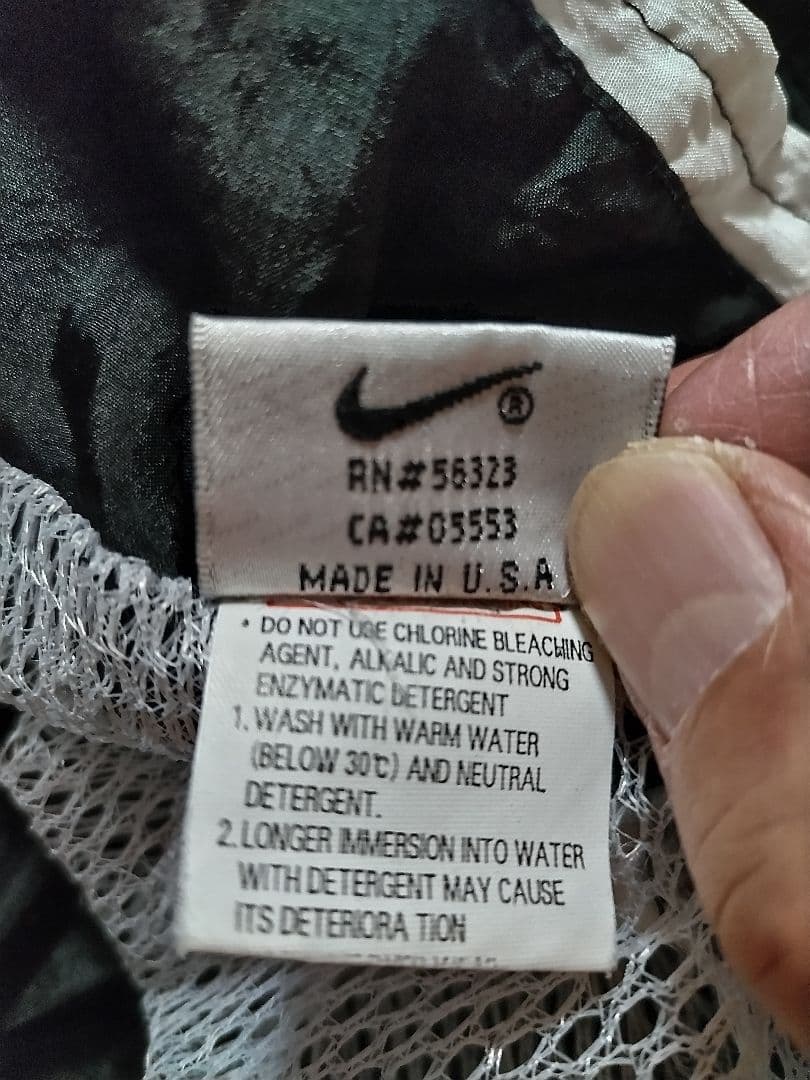 ®
RN#56323
CA#05553
MADE IN U.S.A
* DO NOT USE CHLORINE BLEACHING
AGENT, ALKALIC AND STRONG
ENZYMATIC DETERGENT
1. WASH WITH WARM WATER
(BELOW 30℃) AND NEUTRAL
DETERGENT.
2. LONGER IMMERSION INTO WATER
WITH DETERGENT MAY CAUSE
ITS DETERIORA TION